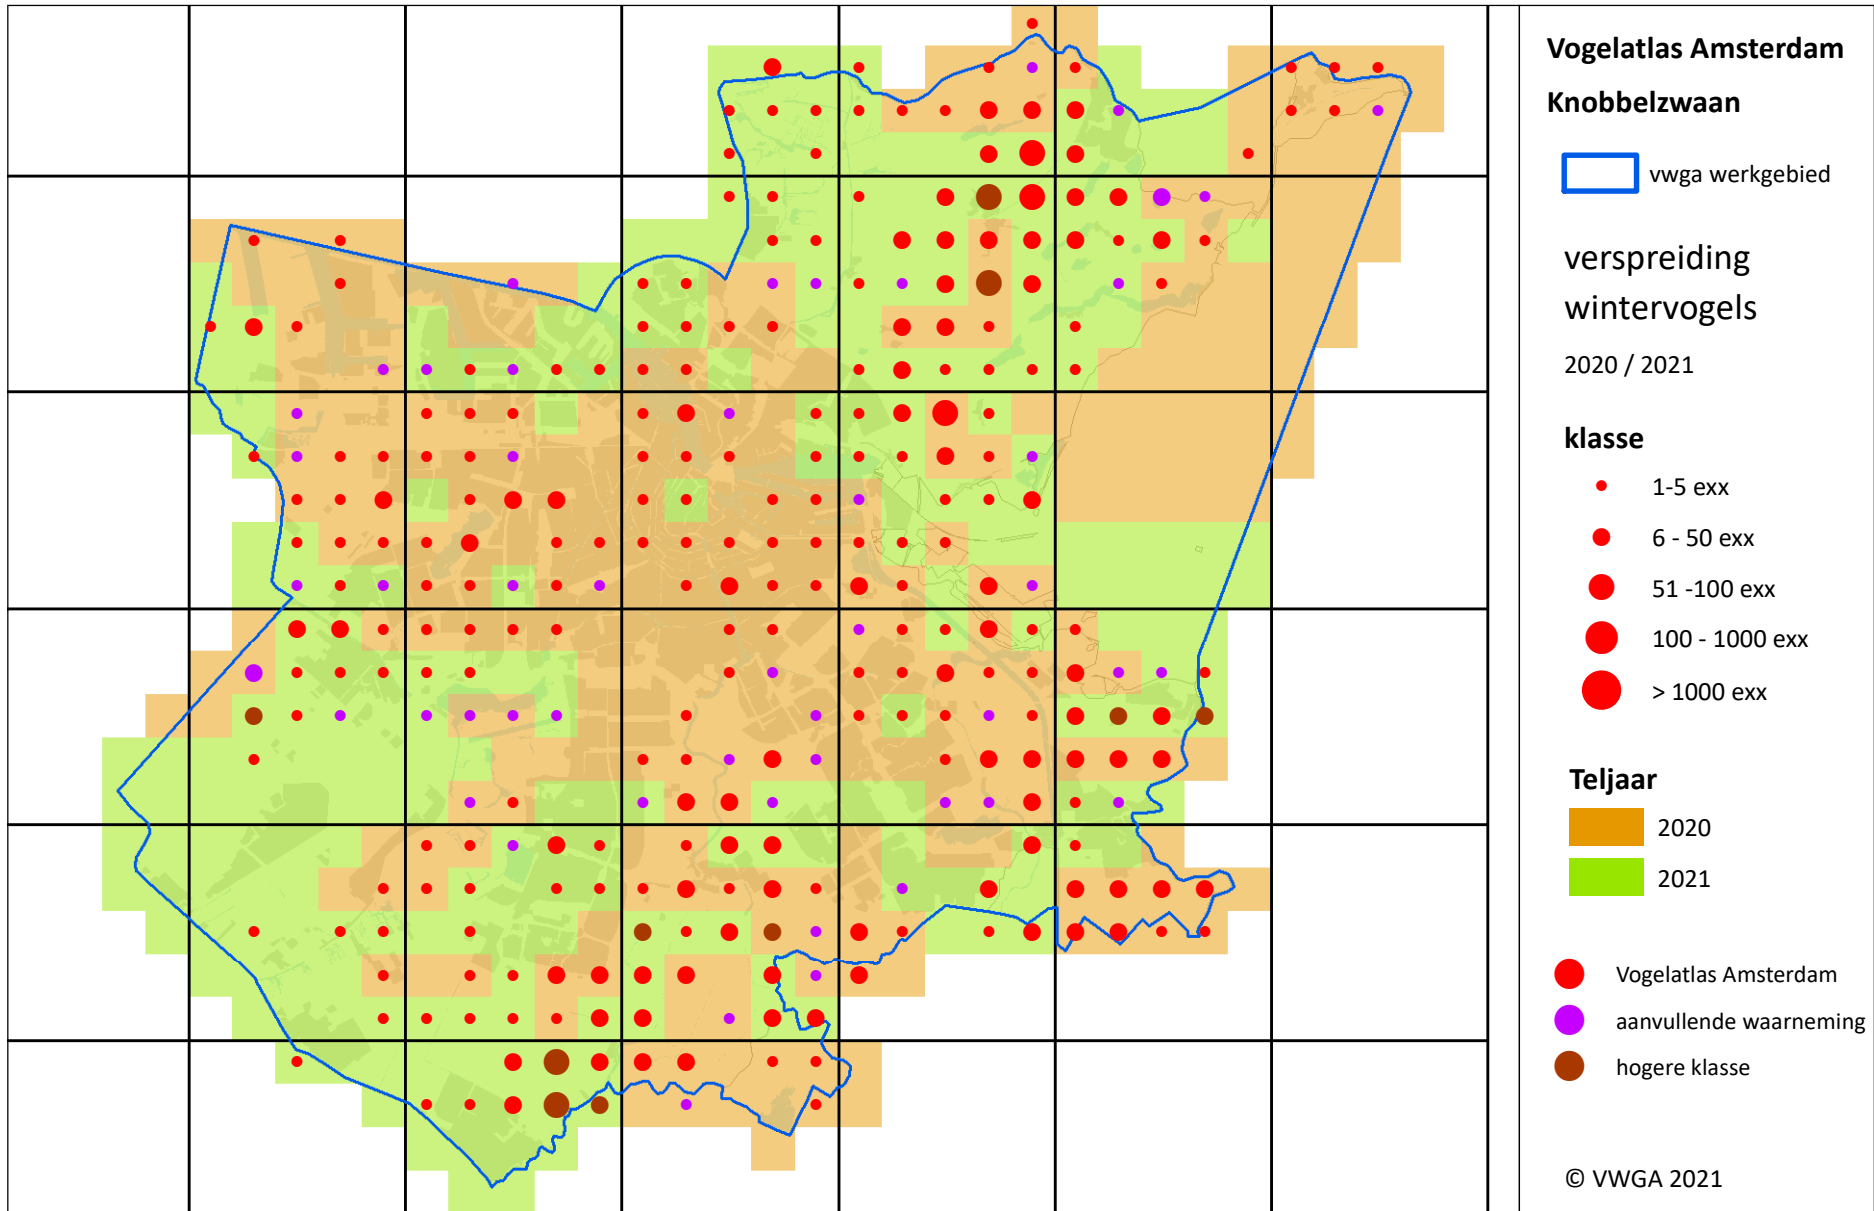 Vogelatlas Amsterdam
Knobbelzwaan
vwga werkgebied
verspreiding
wintervogels
2020 / 2021
klasse
1-5 exx
6 - 50 exx
51 -100 exx
100 - 1000 exx
> 1000 exx
Teljaar
2020
2021
Vogelatlas Amsterdam
aanvullende waarneming
hogere klasse
© VWGA 2021